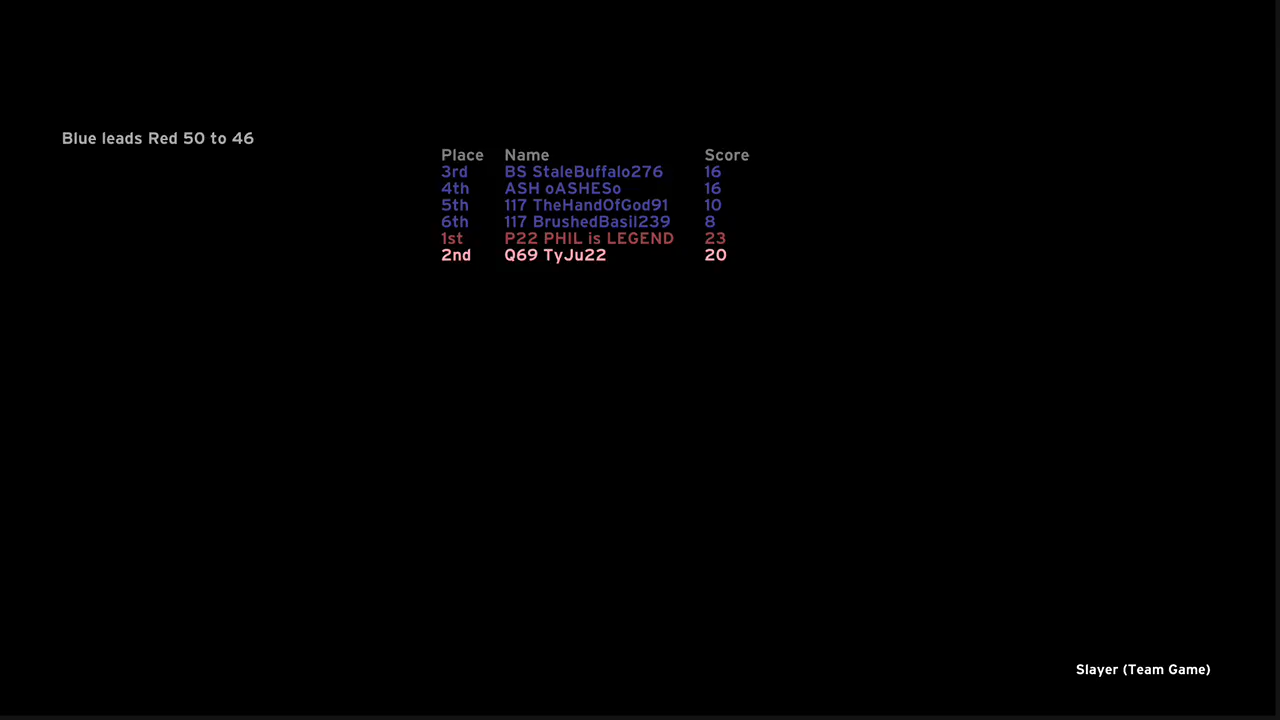 Blue leads Red 50 to 46
Place Name Score
3rd BS StaleBuffalo276 16
4th ASH oASHESo 16
5th 117 TheHandOfGod91 10
6th 117 BrushedBasil239 8
1st P22 PHIL is LEGEND 23
2nd Q69 TyJu22 20
Slayer (Team Game)